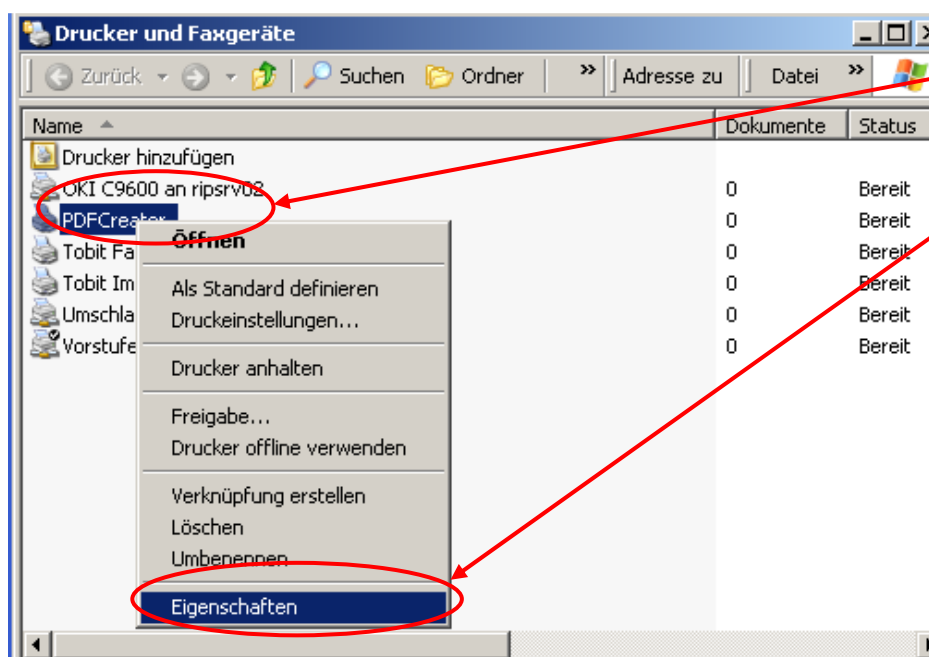 Drucker und Faxgeräte
Zurück Suchen Ordner » Adresse zu Datei »
Name Dokumente Status
Drucker hinzufügen
OKI C9600 an ripsrv02 0 Bereit
PDFCreator 0 Bereit
Tobit Fa 0 Bereit
Tobit Im 0 Bereit
Umschla 0 Bereit
Vorstufe 0 Bereit
Öffnen
Als Standard definieren
Druckeinstellungen...
Drucker anhalten
Freigabe...
Drucker offline verwenden
Verknüpfung erstellen
Löschen
Umbenennen
Eigenschaften